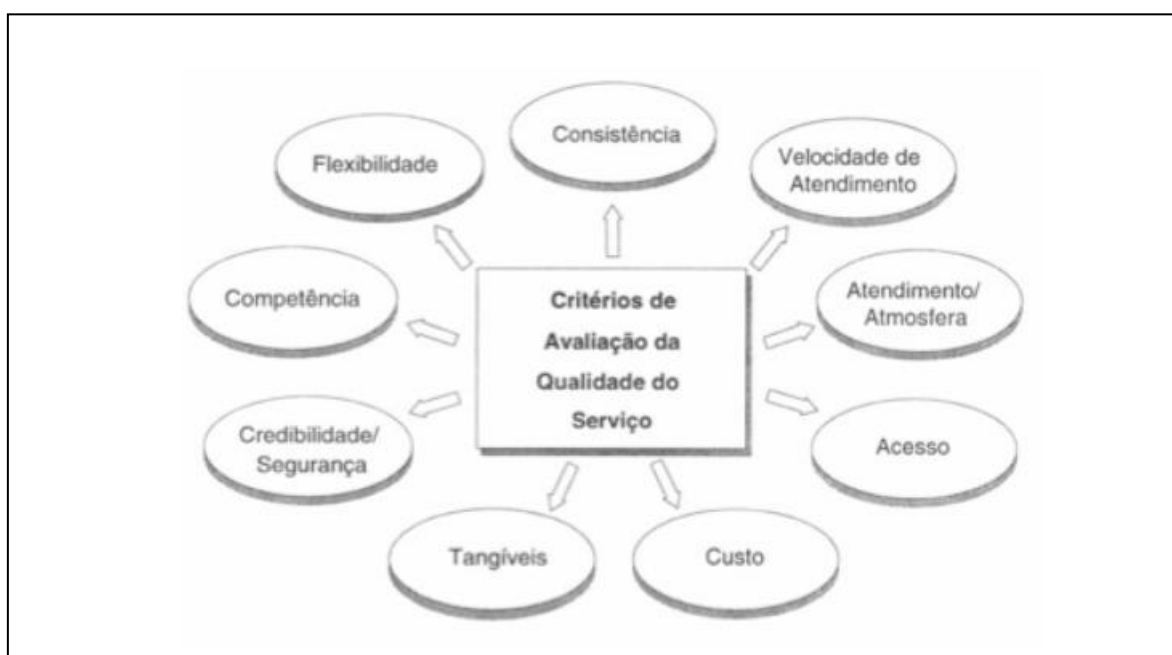 Consistência
Velocidade de
Atendimento
Flexibilidade
Atendimento/
Atmosfera
Competência
Critérios de
Avaliação da
Qualidade do
Serviço
Credibilidade/
Segurança
Acesso
Tangíveis
Custo